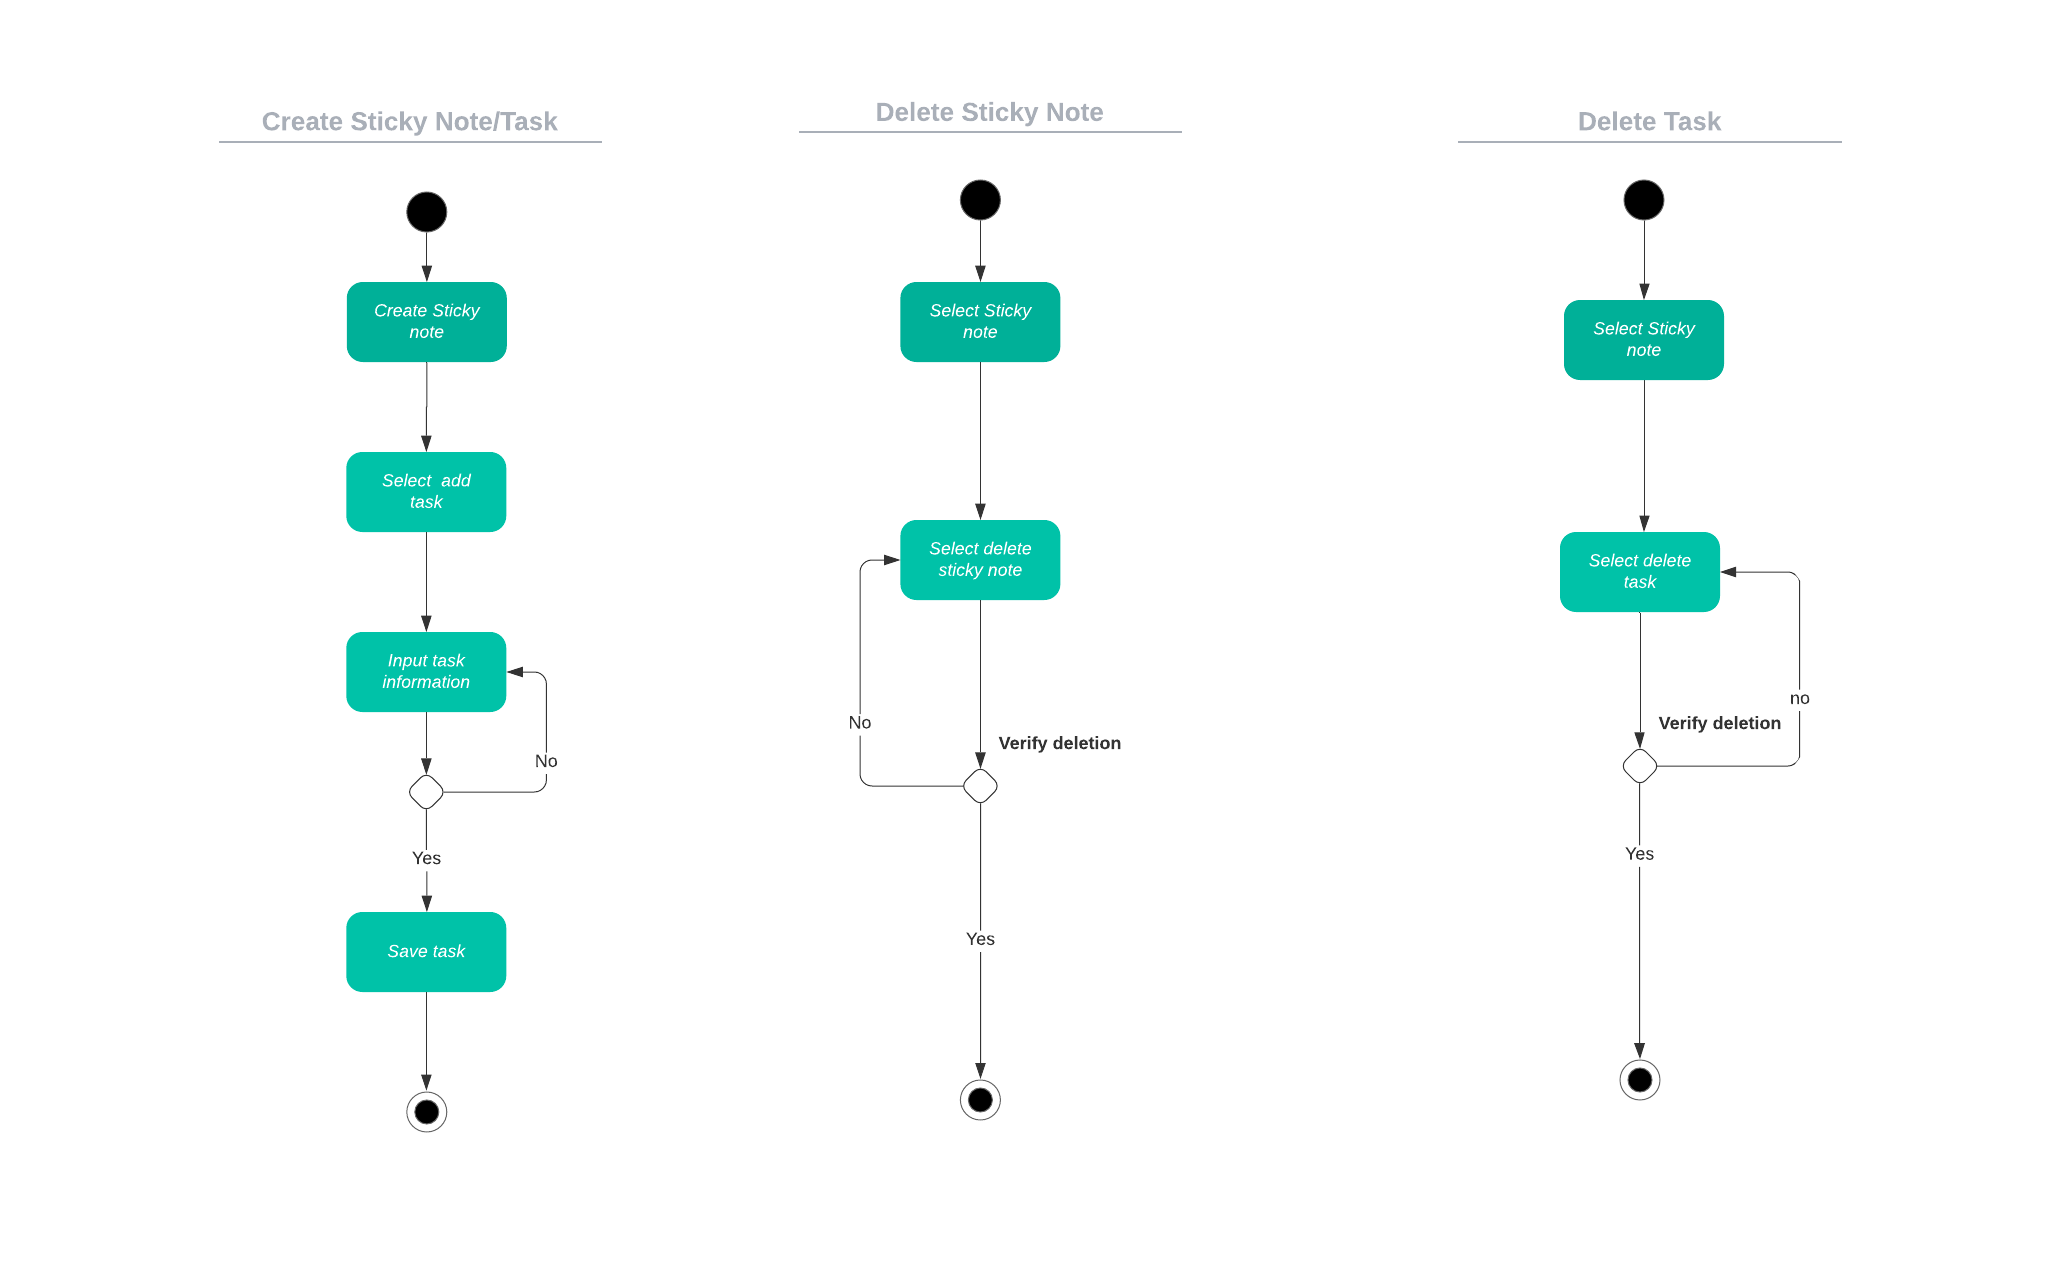 Create Sticky Note/Task
Create Sticky
note
Select  add
task
Input task
information
No
Yes
Save task
Delete Sticky Note
Select Sticky
note
Select delete
sticky note
No
Verify deletion
Yes
Delete Task
Select Sticky
note
Select delete
task
no
Verify deletion
Yes